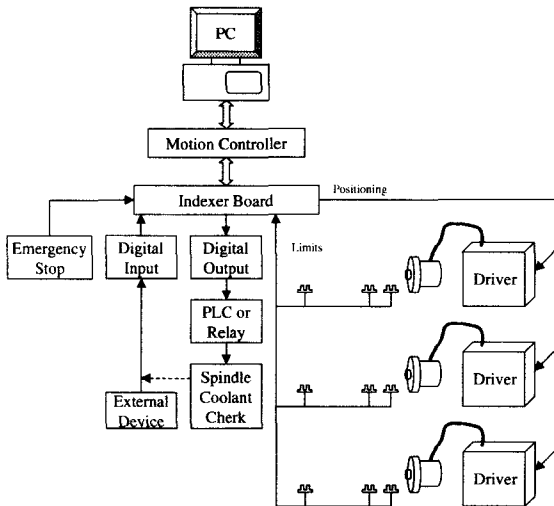 PC
Motion Controller
Indexer Board
Positioning
Emergency
Stop
Digital
Input
Digital
Output
Limits
Driver
PLC or
Relay
Spindle
Coolant
Cherk
External
Device
Driver
Driver